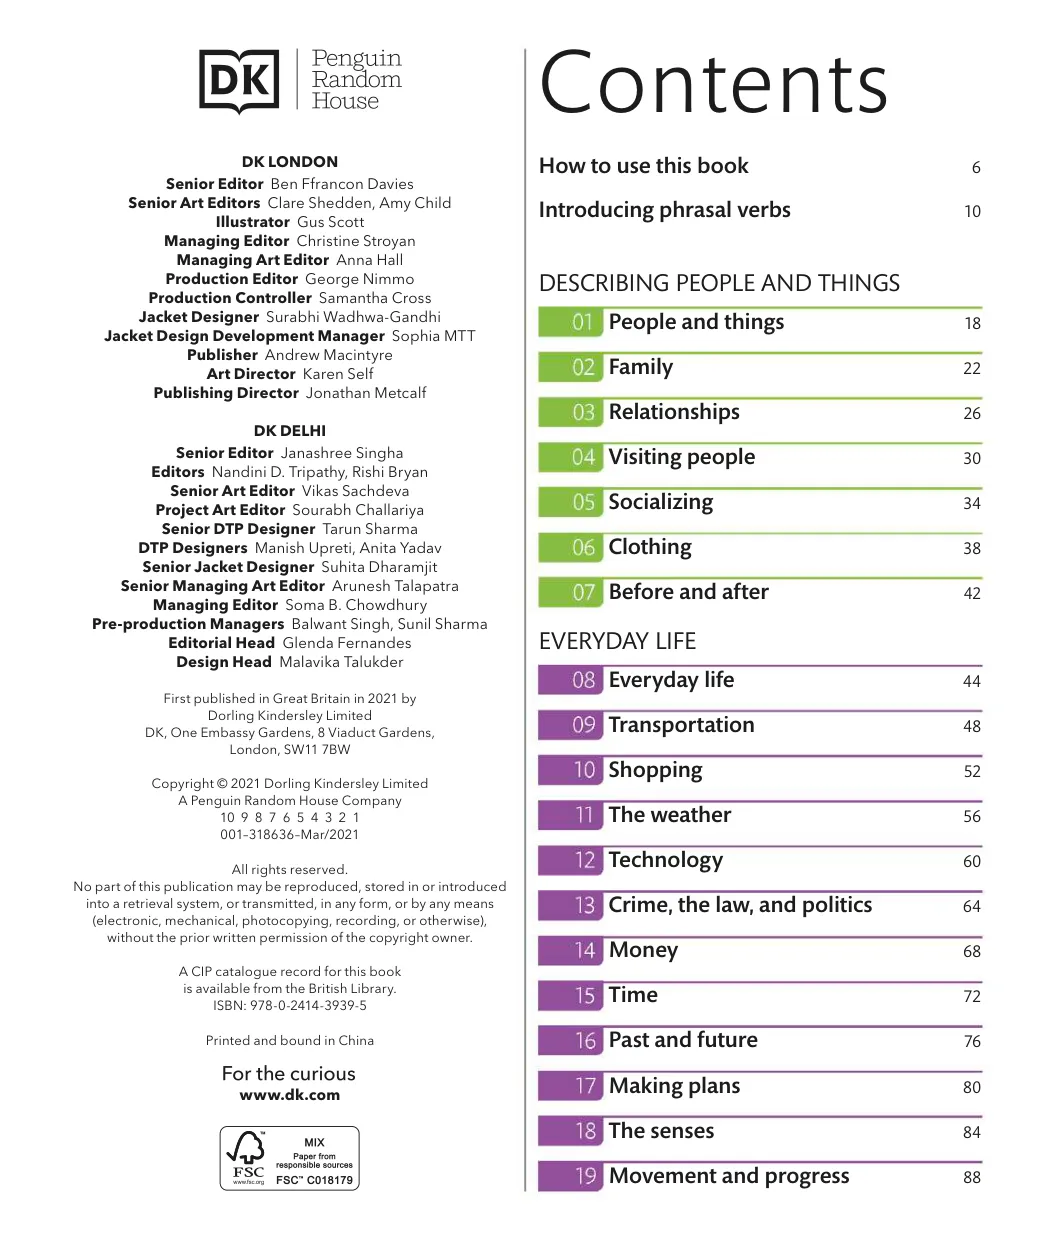 DK
Penguin
Random
House
DK LONDON
Senior Editor Ben Ffrancon Davies
Senior Art Editors Clare Shedden, Amy Child
Illustrator Gus Scott
Managing Editor Christine Stroyan
Managing Art Editor Anna Hall
Production Editor George Nimmo
Production Controller Samantha Cross
Jacket Designer Surabhi Wadhwa-Gandhi
Jacket Design Development Manager Sophia MTT
Publisher Andrew Macintyre
Art Director Karen Self
Publishing Director Jonathan Metcalf
DK DELHI
Senior Editor Janashree Singha
Editors Nandini D. Tripathy, Rishi Bryan
Senior Art Editor Vikas Sachdeva
Project Art Editor Sourabh Challariya
Senior DTP Designer Tarun Sharma
DTP Designers Manish Upreti, Anita Yadav
Senior Jacket Designer Suhita Dharamjit
Senior Managing Art Editor Arunesh Talapatra
Managing Editor Soma B. Chowdhury
Pre-production Managers Balwant Singh, Sunil Sharma
Editorial Head Glenda Fernandes
Design Head Malavika Talukder
First published in Great Britain in 2021 by
Dorling Kindersley Limited
DK, One Embassy Gardens, 8 Viaduct Gardens,
London, SW11 7BW
Copyright © 2021 Dorling Kindersley Limited
A Penguin Random House Company
10 9 8 7 6 5 4 3 2 1
001–318636–Mar/2021
All rights reserved.
No part of this publication may be reproduced, stored in or introduced
into a retrieval system, or transmitted, in any form, or by any means
(electronic, mechanical, photocopying, recording, or otherwise),
without the prior written permission of the copyright owner.
A CIP catalogue record for this book
is available from the British Library.
ISBN: 978-0-2414-3939-5
Printed and bound in China
For the curious
www.dk.com
FSC™
www.fsc.org
MIX
Paper from
responsible sources
FSC™ C018179
Contents
How to use this book 6
Introducing phrasal verbs 10
DESCRIBING PEOPLE AND THINGS
01 People and things 18
02 Family 22
03 Relationships 26
04 Visiting people 30
05 Socializing 34
06 Clothing 38
07 Before and after 42
EVERYDAY LIFE
08 Everyday life 44
09 Transportation 48
10 Shopping 52
11 The weather 56
12 Technology 60
13 Crime, the law, and politics 64
14 Money 68
15 Time 72
16 Past and future 76
17 Making plans 80
18 The senses 84
19 Movement and progress 88